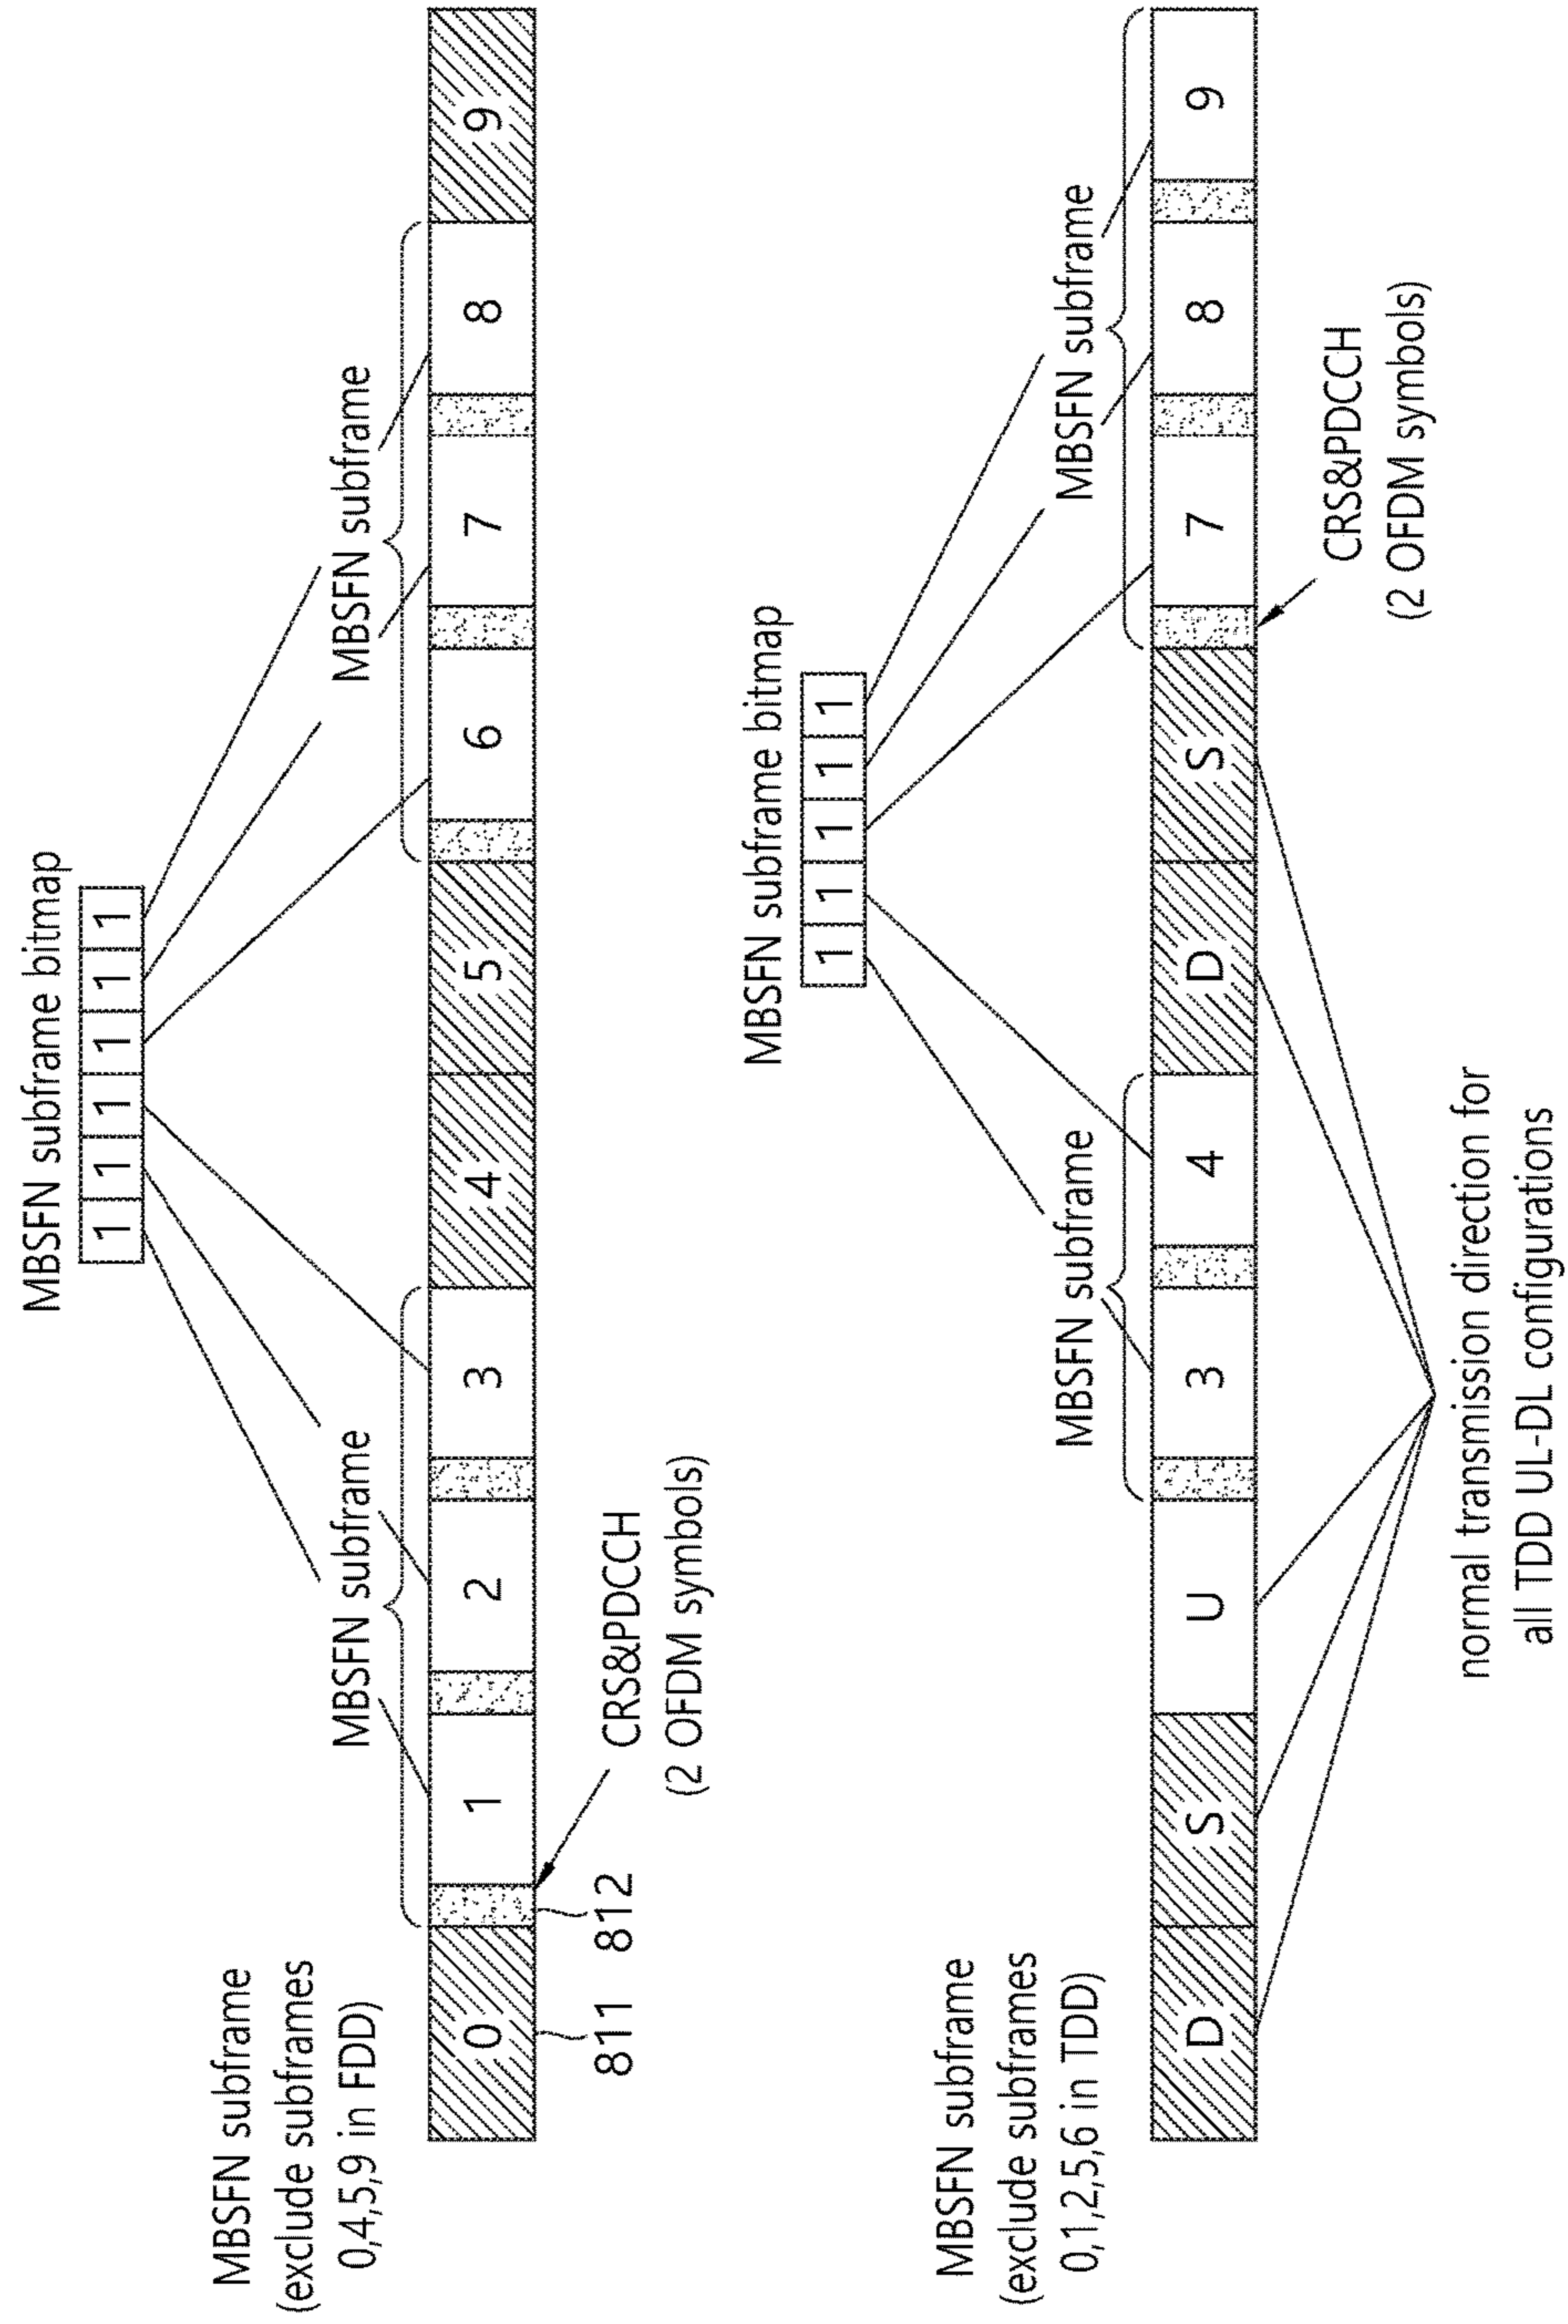 MBSFN subframe bitmap
1 1 1 1 1 1
MBSFN subframe
(exclude subframes
0,4,5,9 in FDD)
MBSFN subframe
MBSFN subframe
0 1 2 3 4 5 6 7 8 9
811 812
CRS&PDCCH
(2 OFDM symbols)
MBSFN subframe bitmap
1 1 1 1 1
MBSFN subframe
(exclude subframes
0,1,2,5,6 in TDD)
MBSFN subframe
MBSFN subframe
D S U 3 4 D S 7 8 9
CRS&PDCCH
(2 OFDM symbols)
normal transmission direction for
all TDD UL-DL configurations